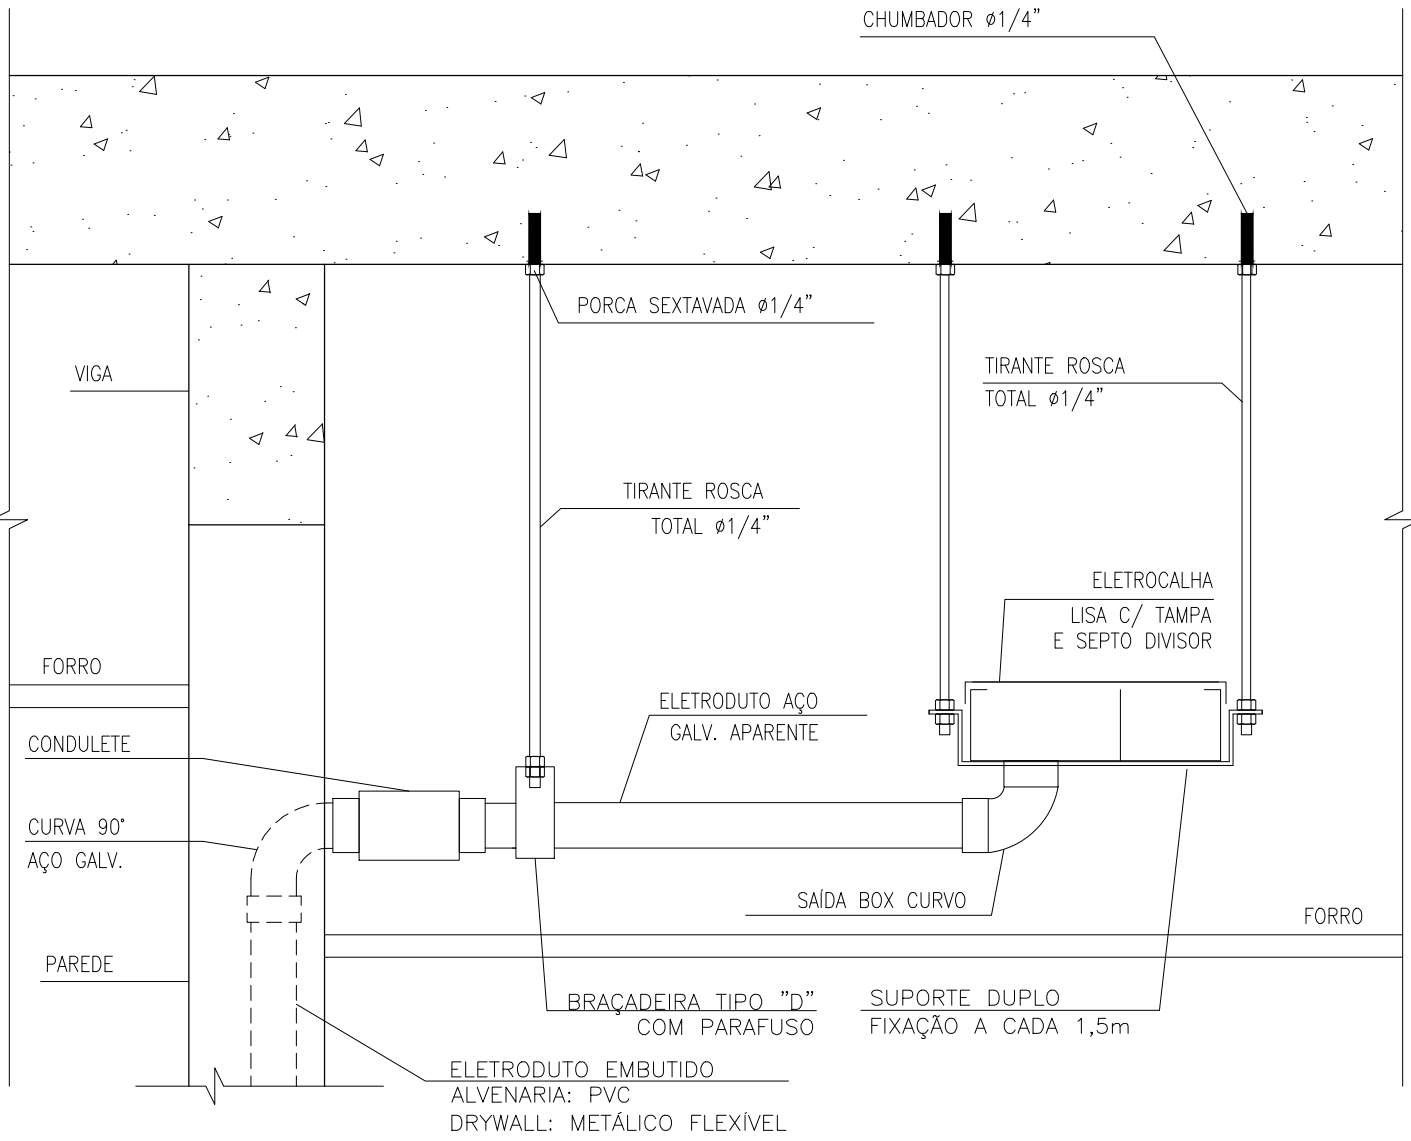 CHUMBADOR ø1/4"
PORCA SEXTAVADA ø1/4"
VIGA
TIRANTE ROSCA
TOTAL ø1/4"
TIRANTE ROSCA
TOTAL ø1/4"
ELETROCALHA
LISA C/ TAMPA
E SEPTO DIVISOR
FORRO
ELETRODUTO AÇO
GALV. APARENTE
CONDULETE
CURVA 90°
AÇO GALV.
SAÍDA BOX CURVO
FORRO
PAREDE
BRAÇADEIRA TIPO "D"
COM PARAFUSO
SUPORTE DUPLO
FIXAÇÃO A CADA 1,5m
ELETRODUTO EMBUTIDO
ALVENARIA: PVC
DRYWALL: METÁLICO FLEXÍVEL